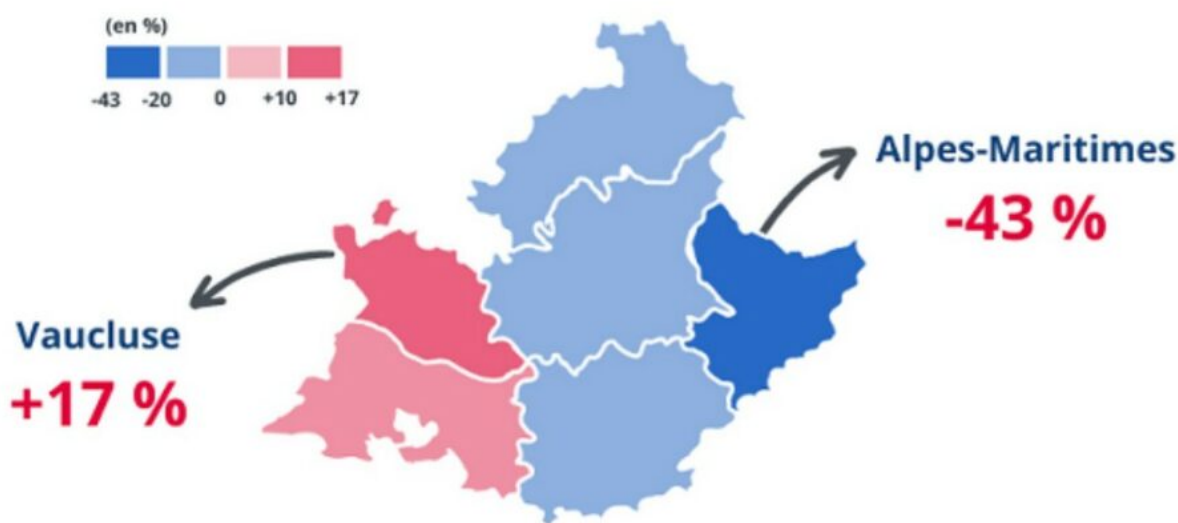 (en %)
-43 -20 0 +10 +17
Alpes-Maritimes
-43 %
Vaucluse
+17 %